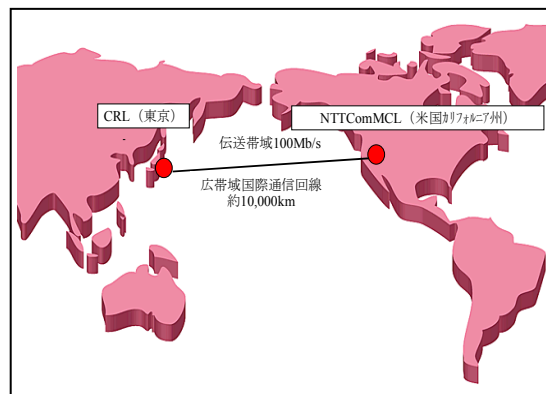 CRL（東京）
NTTComMCL（米国ｶﾘﾌｫﾙﾆｱ州）
伝送帯域100Mb/s
広帯域国際通信回線
約10,000km